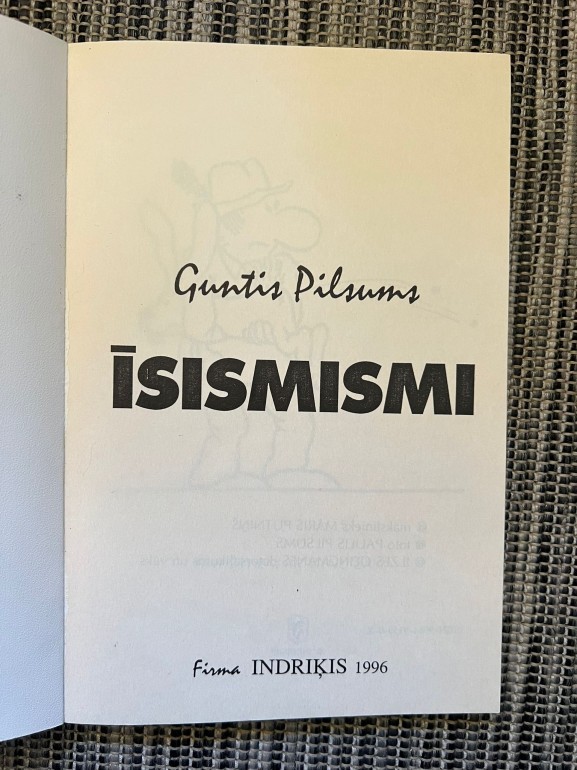 Guntis Pilsums
ĪSISMISMI
Firma INDRIĶIS 1996